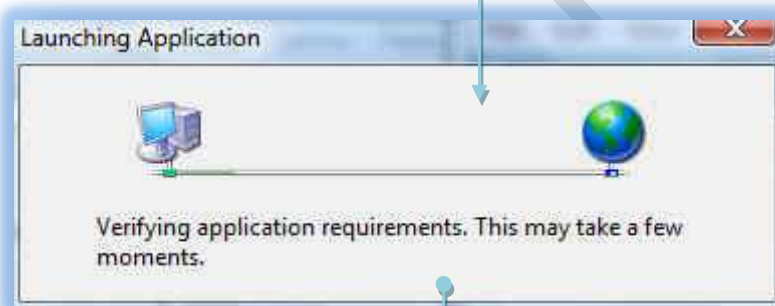 Launching Application
Verifying application requirements. This may take a few
moments.